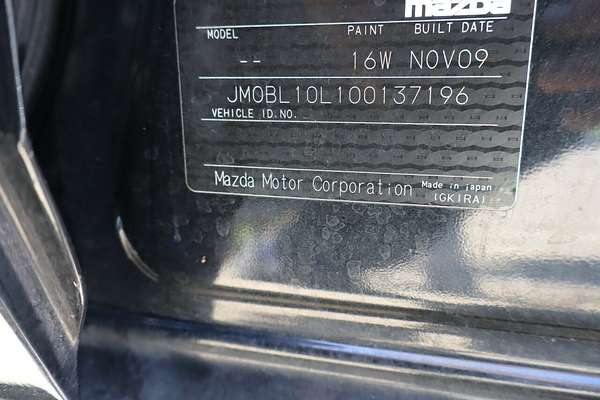 mazda
MODEL PAINT BUILT DATE
-- 16W NOV09
JM0BL10L100137196
VEHICLE ID.NO.
Mazda Motor Corporation Made in japan
(GKIRA)